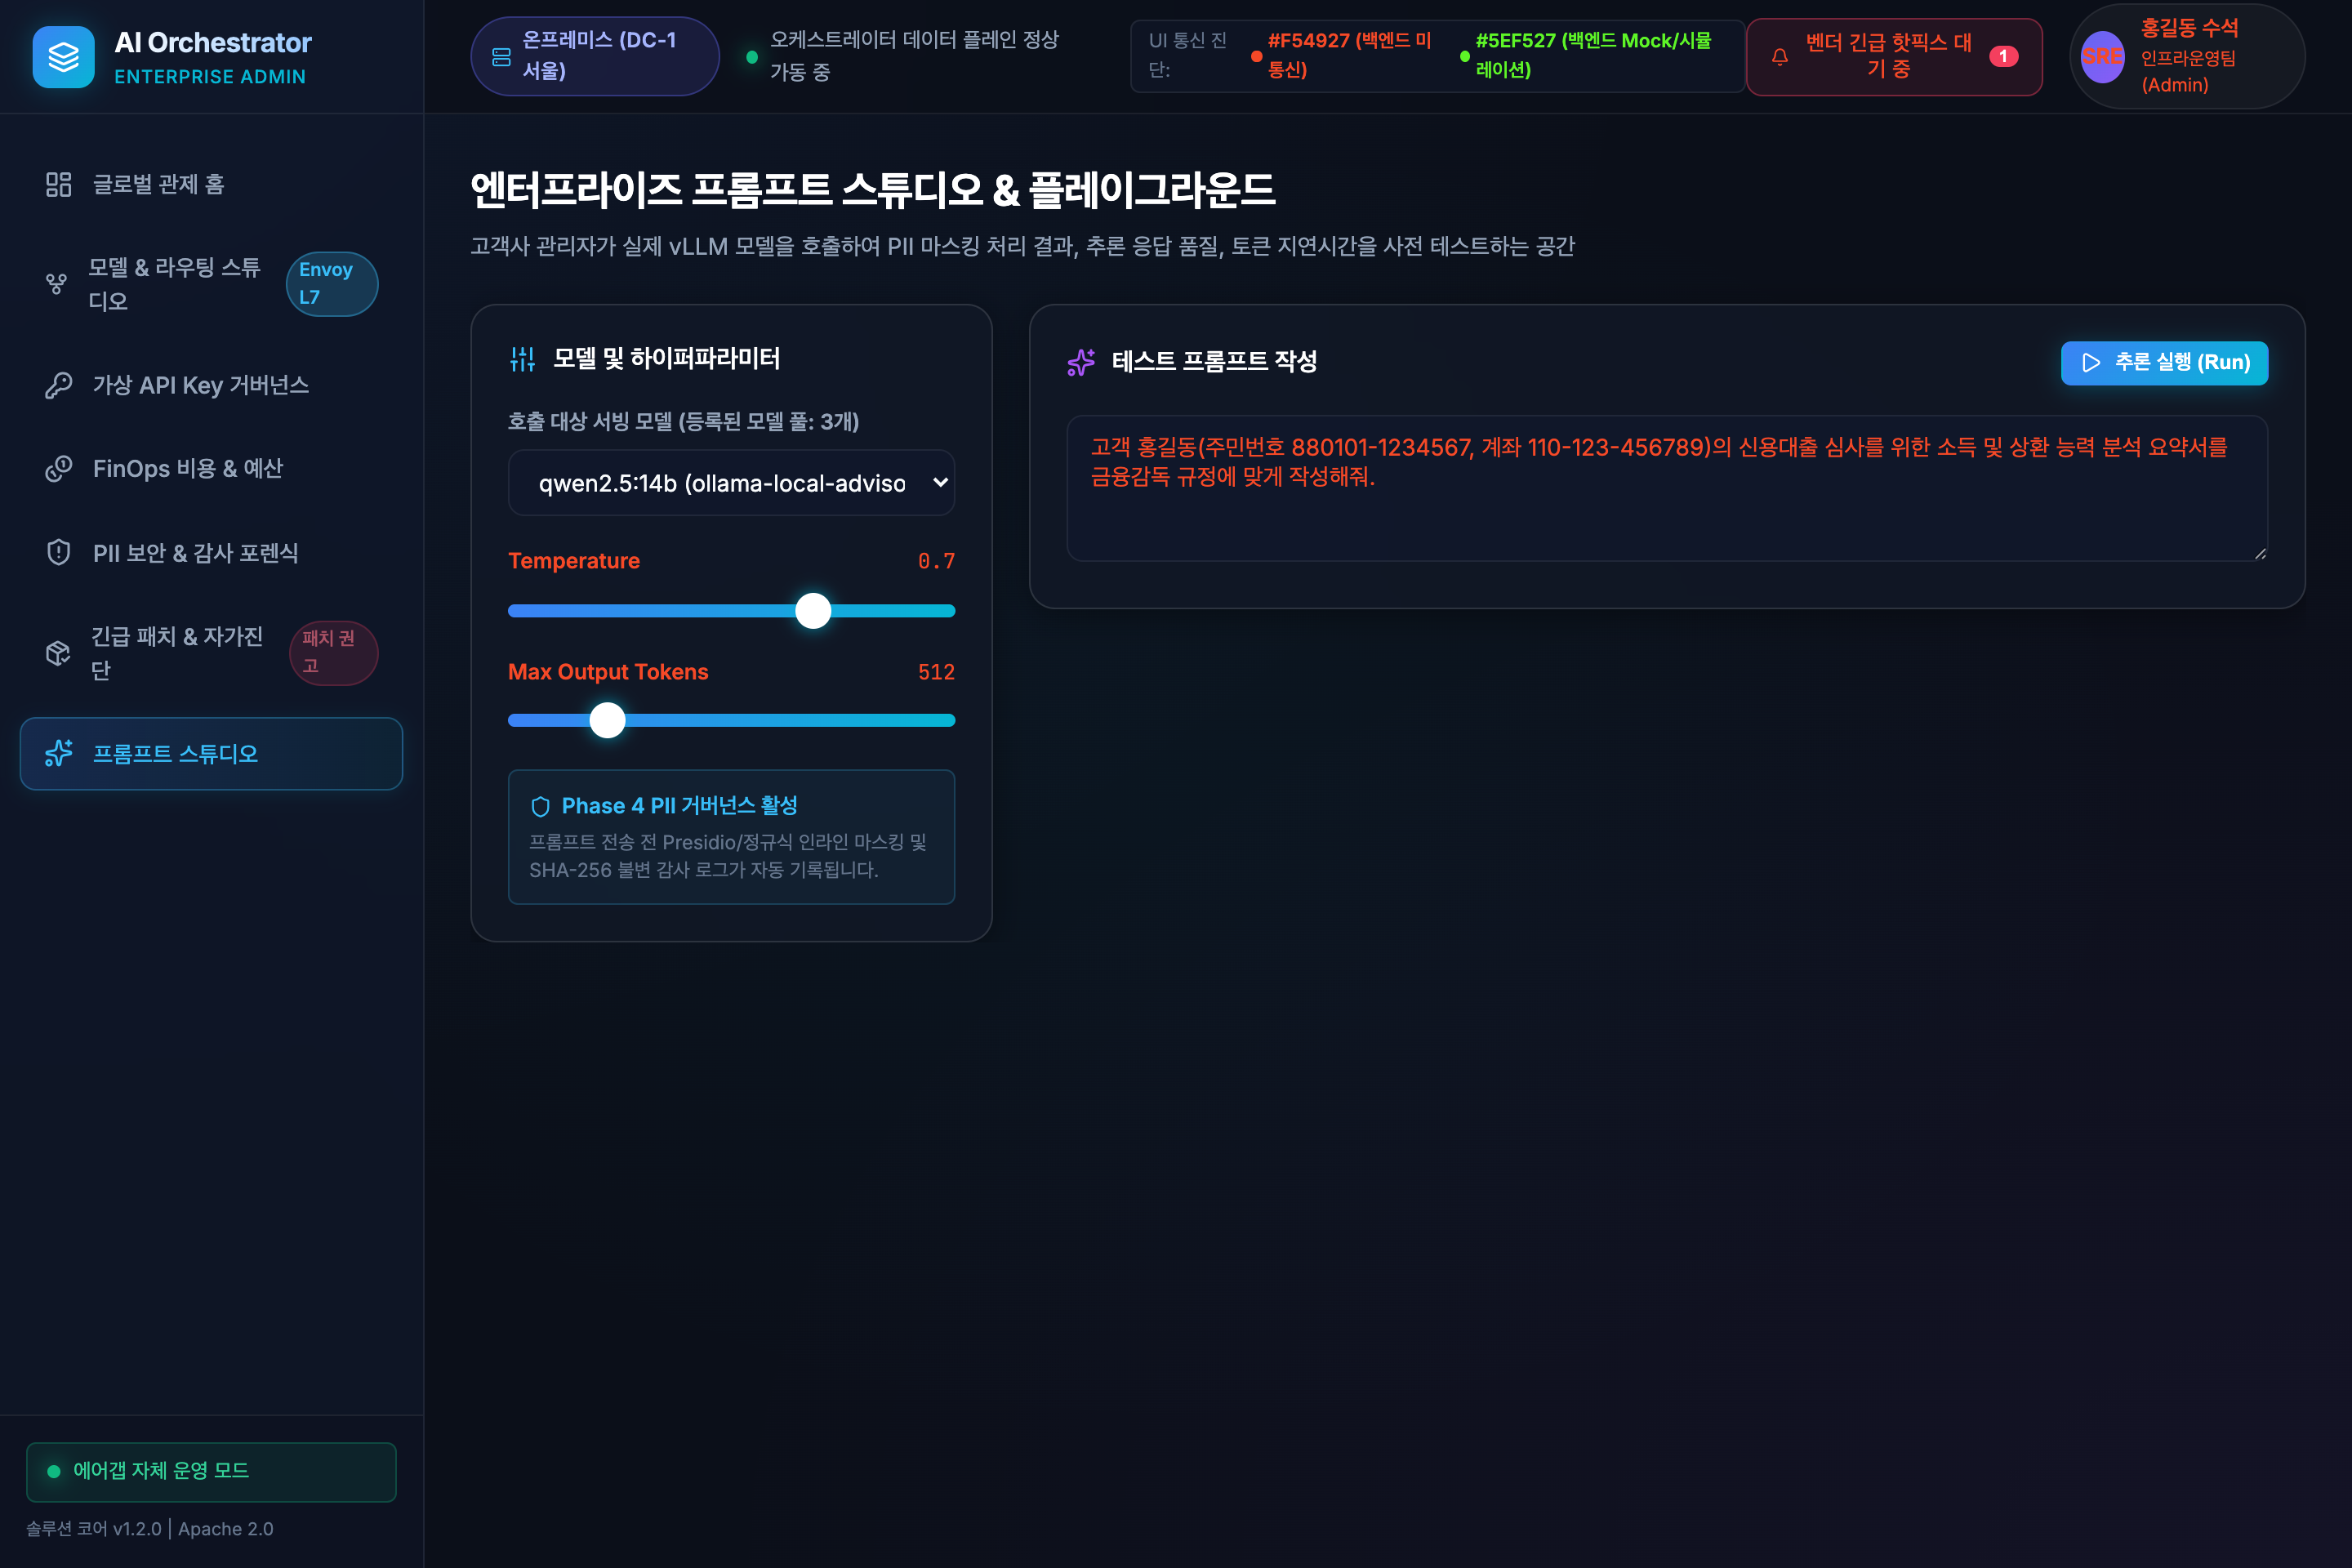 AI Orchestrator
ENTERPRISE ADMIN
온프레미스 (DC-1
서울)
오케스트레이터 데이터 플레인 정상
가동 중
UI 통신 진
단:
#F54927 (백엔드 미
통신)
#5EF527 (백엔드 Mock/시뮬
레이션)
벤더 긴급 핫픽스 대
기 중
1
SRE
홍길동 수석
인프라운영팀
(Admin)
글로벌 관제 홈
모델 & 라우팅 스튜
디오
Envoy
L7
가상 API Key 거버넌스
FinOps 비용 & 예산
PII 보안 & 감사 포렌식
긴급 패치 & 자가진
단
패치 권
고
프롬프트 스튜디오
에어갭 자체 운영 모드
솔루션 코어 v1.2.0 | Apache 2.0
엔터프라이즈 프롬프트 스튜디오 & 플레이그라운드
고객사 관리자가 실제 vLLM 모델을 호출하여 PII 마스킹 처리 결과, 추론 응답 품질, 토큰 지연시간을 사전 테스트하는 공간
모델 및 하이퍼파라미터
호출 대상 서빙 모델 (등록된 모델 풀: 3개)
qwen2.5:14b (ollama-local-adviso
Temperature
0.7
Max Output Tokens
512
Phase 4 PII 거버넌스 활성
프롬프트 전송 전 Presidio/정규식 인라인 마스킹 및
SHA-256 불변 감사 로그가 자동 기록됩니다.
테스트 프롬프트 작성
추론 실행 (Run)
고객 홍길동(주민번호 880101-1234567, 계좌 110-123-456789)의 신용대출 심사를 위한 소득 및 상환 능력 분석 요약서를
금융감독 규정에 맞게 작성해줘.